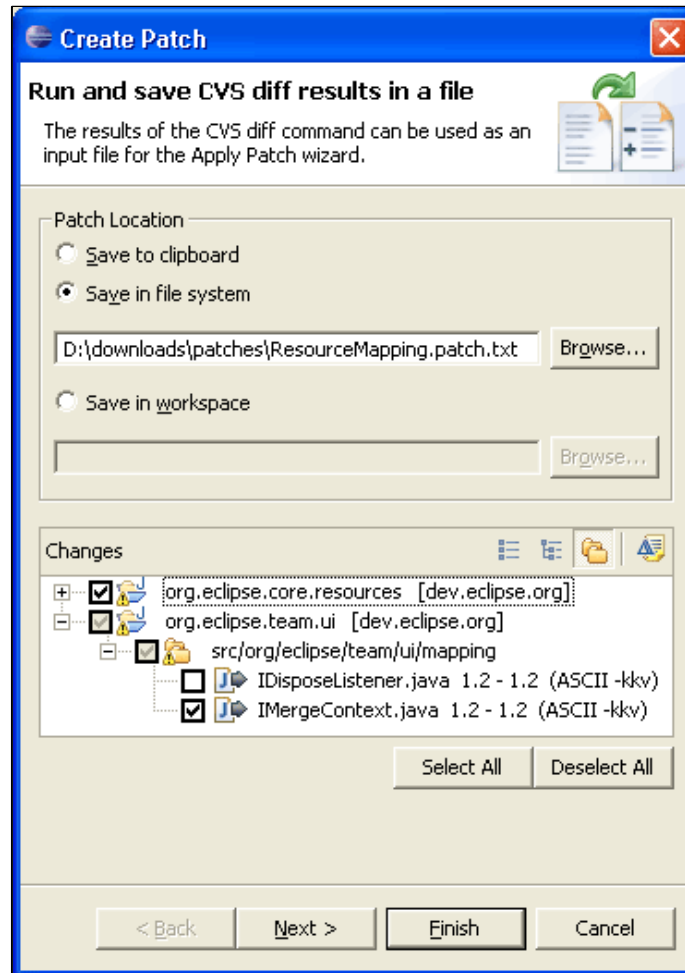 Create Patch
Run and save CVS diff results in a file
The results of the CVS diff command can be used as an
input file for the Apply Patch wizard.
Patch Location
Save to clipboard
Save in file system
D:\downloads\patches\ResourceMapping.patch.txt
Browse...
Save in workspace
Browse...
Changes
org.eclipse.core.resources [dev.eclipse.org]
org.eclipse.team.ui [dev.eclipse.org]
src/org/eclipse/team/ui/mapping
IDisposeListener.java 1.2 - 1.2 (ASCII -kkv)
IMergeContext.java 1.2 - 1.2 (ASCII -kkv)
Select All
Deselect All
< Back
Next >
Finish
Cancel